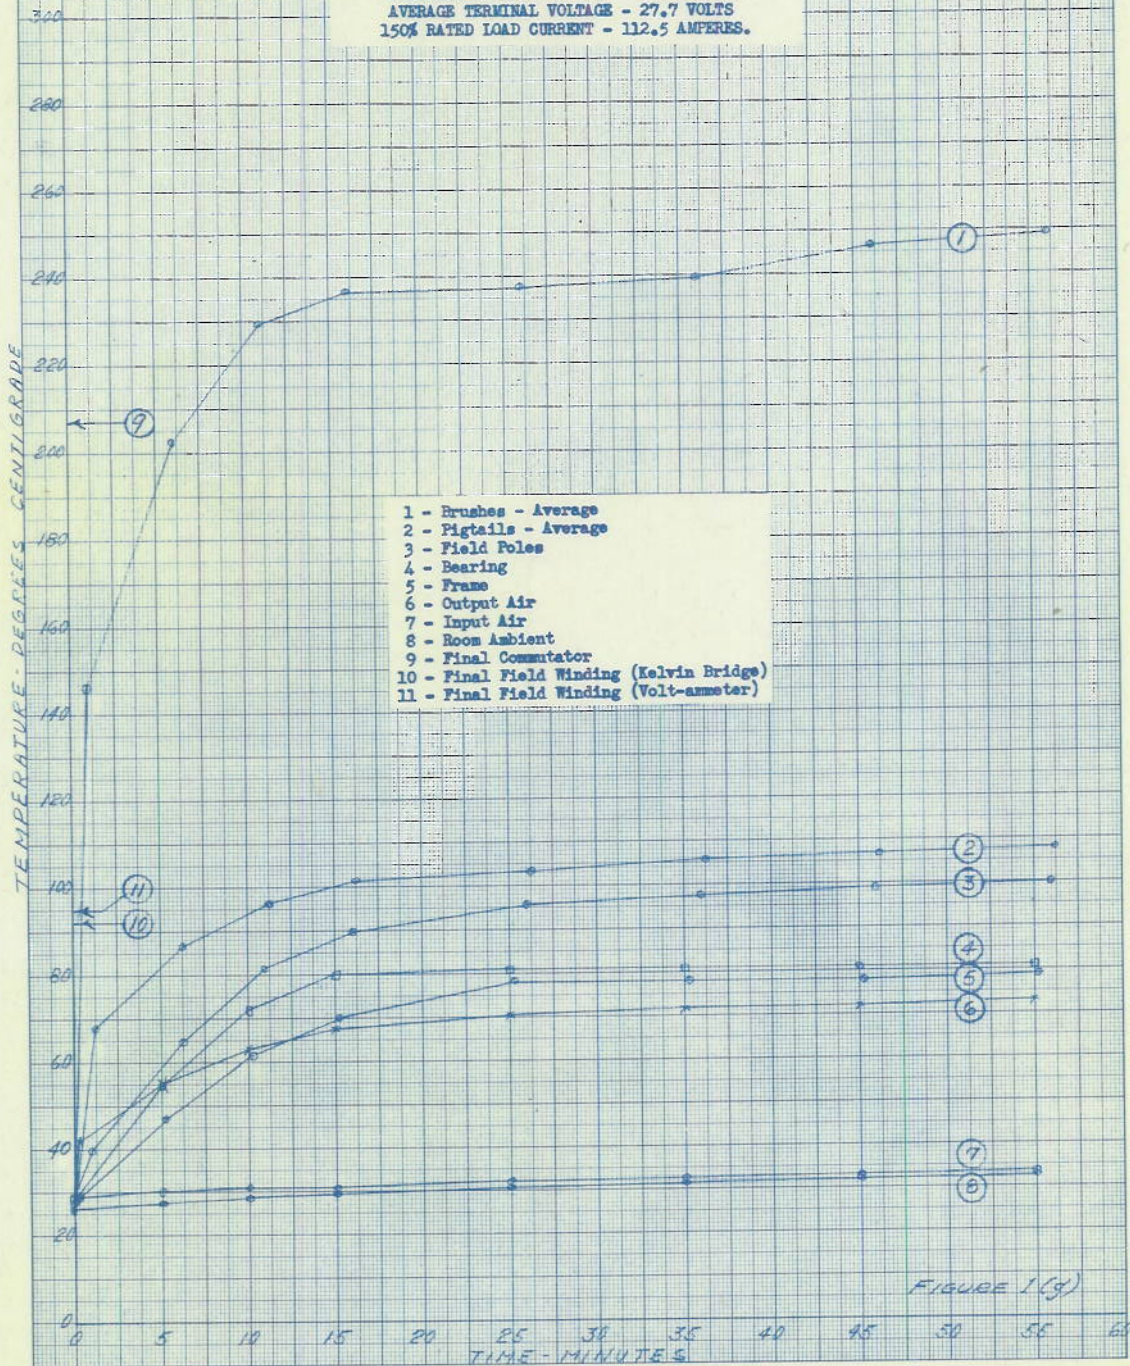 AVERAGE TERMINAL VOLTAGE - 27.7 VOLTS
150% RATED LOAD CURRENT - 112.5 AMPERES.
300
280
260
240
220
200
180
160
140
120
100
80
60
40
20
0
TEMPERATURE - DEGREES CENTIGRADE
1
9
1 - Brushes - Average
2 - Pigtails - Average
3 - Field Poles
4 - Bearing
5 - Frame
6 - Output Air
7 - Input Air
8 - Room Ambient
9 - Final Commutator
10 - Final Field Winding (Kelvin Bridge)
11 - Final Field Winding (Volt-ammeter)
2
11
3
10
4
5
6
7
8
FIGURE 1(g)
0 5 10 15 20 25 30 35 40 45 50 55 60
TIME - MINUTES